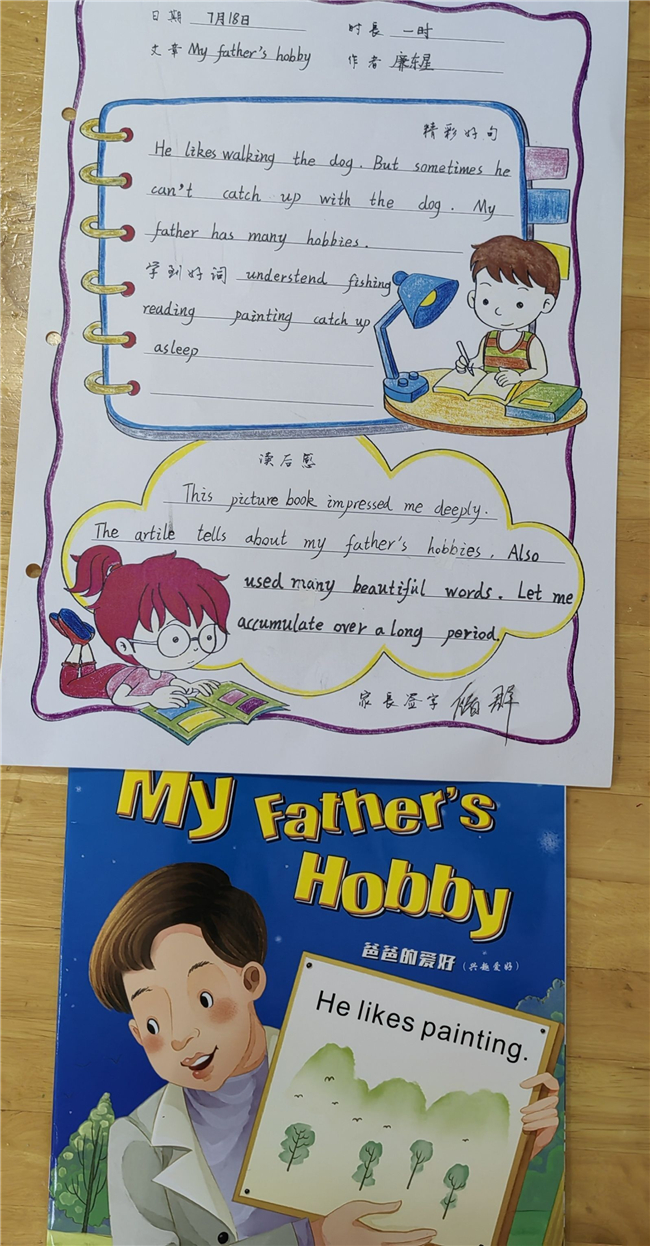 日期 7月18日 时长 一时
文章 My father's hobby 作者 廉东星
精彩好句
He likes walking the dog. But sometimes he
can't catch up with the dog. My
father has many hobbies.
学到好词 understend fishing
reading painting catch up
asleep
读后感
This picture book impressed me deeply.
The artile tells about my father's hobbies. Also
used many beautiful words. Let me
accumulate over a long period.
家长签字
My Father's
Hobby
爸爸的爱好(兴趣爱好)
He likes painting.